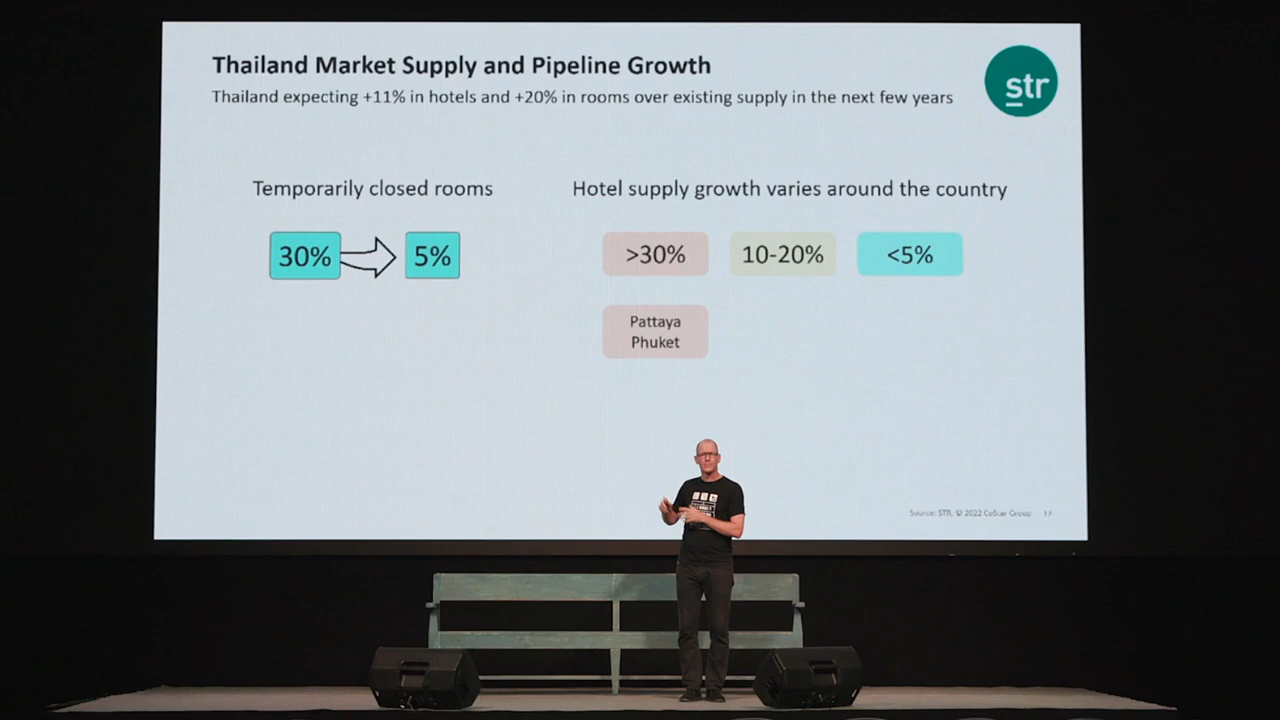 Thailand Market Supply and Pipeline Growth
Thailand expecting +11% in hotels and +20% in rooms over existing supply in the next few years
str
Temporarily closed rooms
30%
5%
Hotel supply growth varies around the country
>30%
10-20%
<5%
Pattaya
Phuket
Source: STR. © 2022 CoStar Group
17